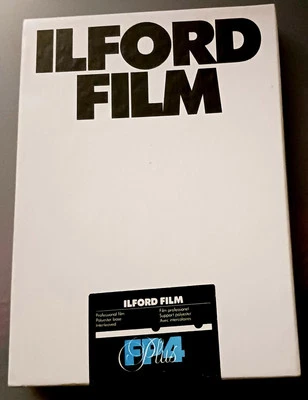 ILFORD
FILM
ILFORD FILM
Professional film
Polyester base
Interleaved
Film professionnel
Support polyester
Avec intercalaires
FP4
Plus